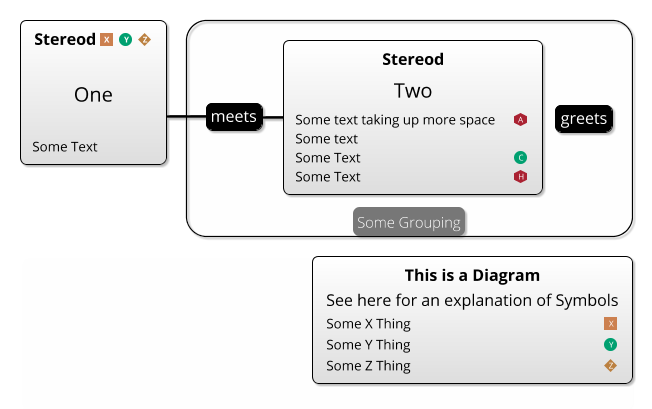 Stereod X Y Z
One
Some Text
meets
Stereod
Two
Some text taking up more space A
Some text
Some Text C
Some Text H
greets
Some Grouping
This is a Diagram
See here for an explanation of Symbols
Some X Thing X
Some Y Thing Y
Some Z Thing Z